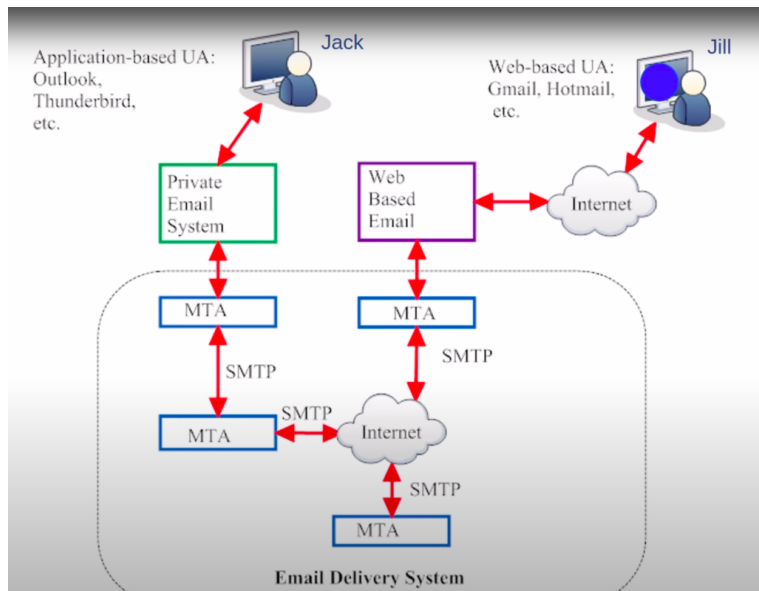 Jack
Application-based UA:
Outlook,
Thunderbird,
etc.
Jill
Web-based UA:
Gmail, Hotmail,
etc.
Private
Email
System
Web
Based
Email
Internet
MTA
MTA
SMTP
SMTP
MTA
SMTP
Internet
SMTP
MTA
Email Delivery System